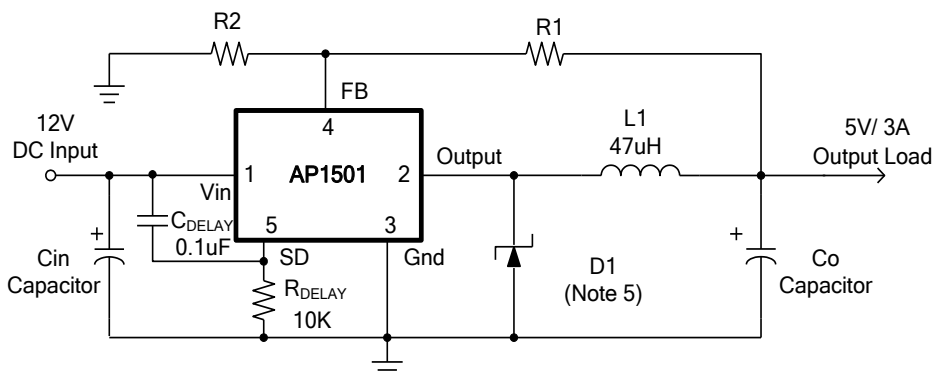 R2
R1
FB
4
12V
DC Input
L1
47uH
5V/ 3A
Output Load
Output
1
AP1501
2
Vin
C_DELAY
0.1uF
5
3
SD
Gnd
+
Cin
Capacitor
R_DELAY
10K
D1
(Note 5)
+
Co
Capacitor